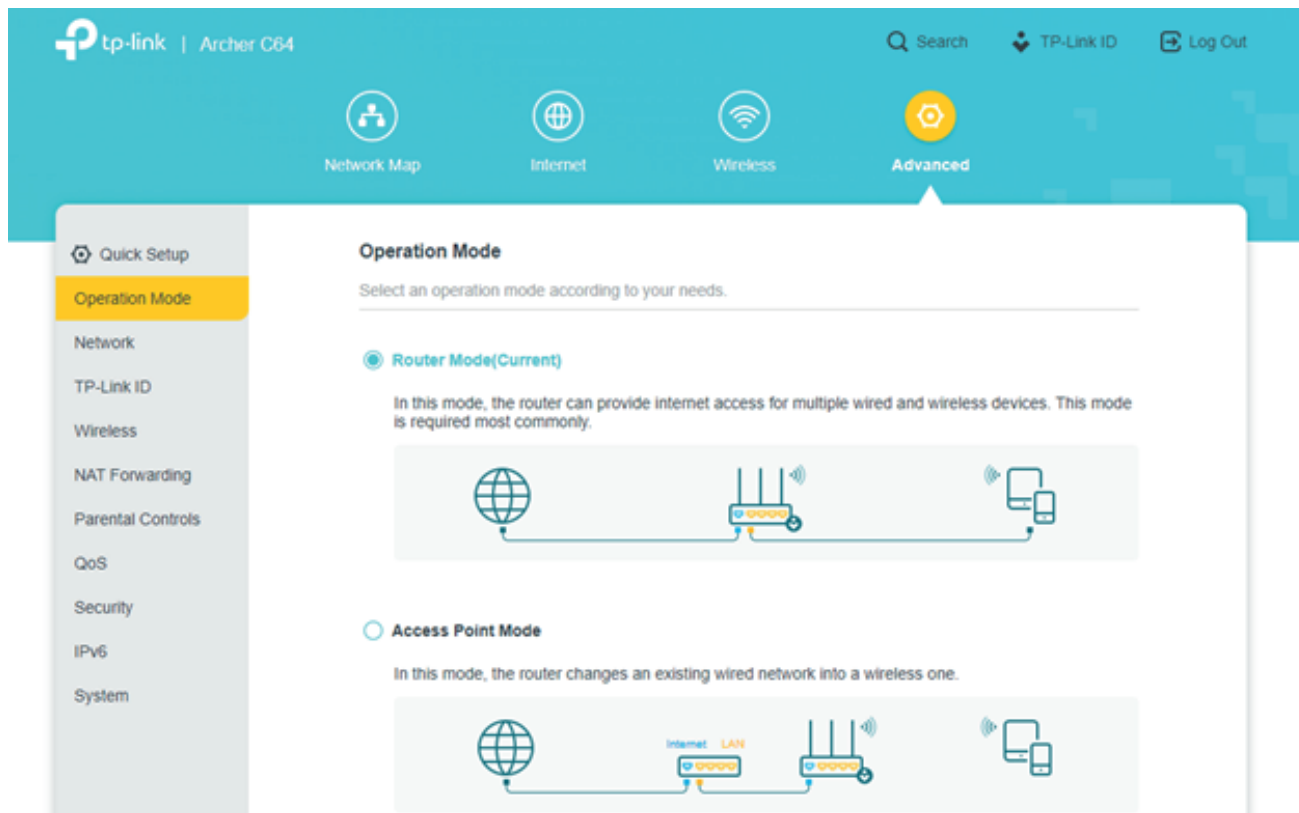 tp-link | Archer C64
Search
TP-Link ID
Log Out
Network Map
Internet
Wireless
Advanced
Quick Setup
Operation Mode
Network
TP-Link ID
Wireless
NAT Forwarding
Parental Controls
QoS
Security
IPv6
System
Operation Mode
Select an operation mode according to your needs.
Router Mode(Current)
In this mode, the router can provide internet access for multiple wired and wireless devices. This mode
is required most commonly.
Access Point Mode
In this mode, the router changes an existing wired network into a wireless one.
Internet LAN